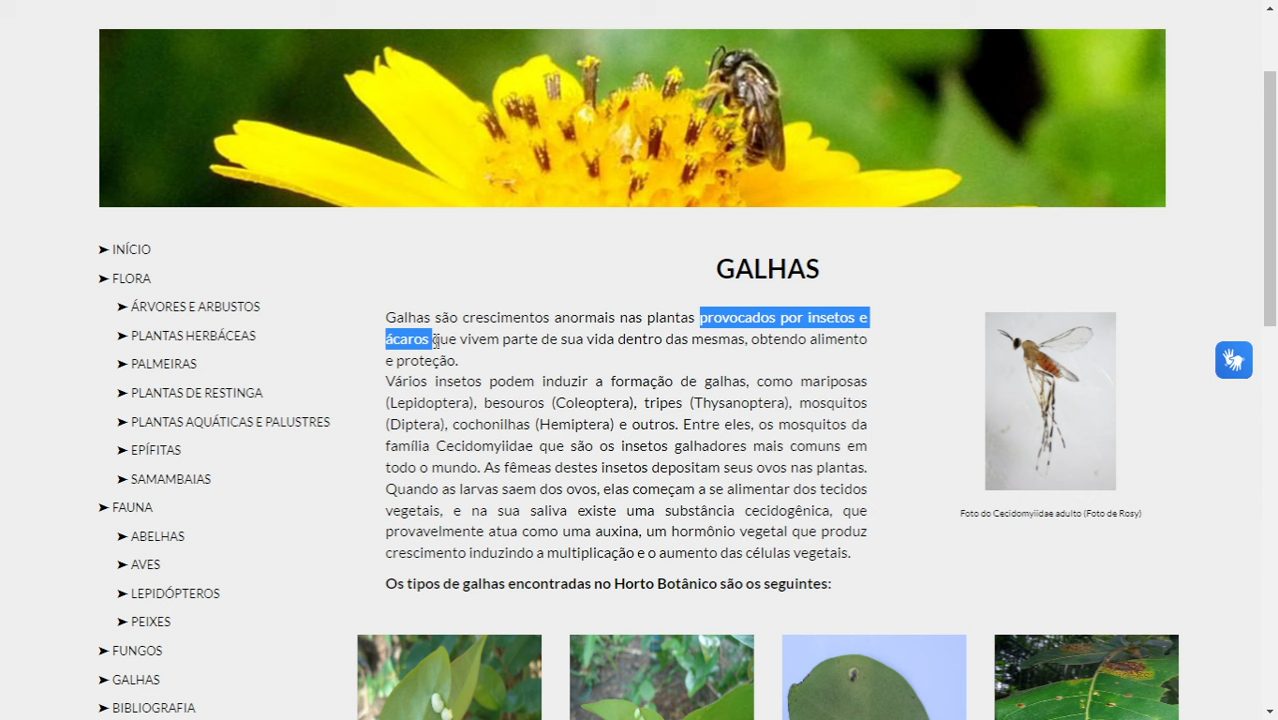 ➤ INÍCIO
➤ FLORA
➤ ÁRVORES E ARBUSTOS
➤ PLANTAS HERBÁCEAS
➤ PALMEIRAS
➤ PLANTAS DE RESTINGA
➤ PLANTAS AQUÁTICAS E PALUSTRES
➤ EPÍFITAS
➤ SAMAMBAIAS
➤ FAUNA
➤ ABELHAS
➤ AVES
➤ LEPIDÓPTEROS
➤ PEIXES
➤ FUNGOS
➤ GALHAS
➤ BIBLIOGRAFIA
GALHAS
Galhas são crescimentos anormais nas plantas provocados por insetos e
ácaros que vivem parte de sua vida dentro das mesmas, obtendo alimento
e proteção.
Vários insetos podem induzir a formação de galhas, como mariposas
(Lepidoptera), besouros (Coleoptera), tripes (Thysanoptera), mosquitos
(Diptera), cochonilhas (Hemiptera) e outros. Entre eles, os mosquitos da
família Cecidomyiidae que são os insetos galhadores mais comuns em
todo o mundo. As fêmeas destes insetos depositam seus ovos nas plantas.
Quando as larvas saem dos ovos, elas começam a se alimentar dos tecidos
vegetais, e na sua saliva existe uma substância cecidogênica, que
provavelmente atua como uma auxina, um hormônio vegetal que produz
crescimento induzindo a multiplicação e o aumento das células vegetais.
Os tipos de galhas encontradas no Horto Botânico são os seguintes:
Foto do Cecidomyiidae adulto (Foto de Rosy)